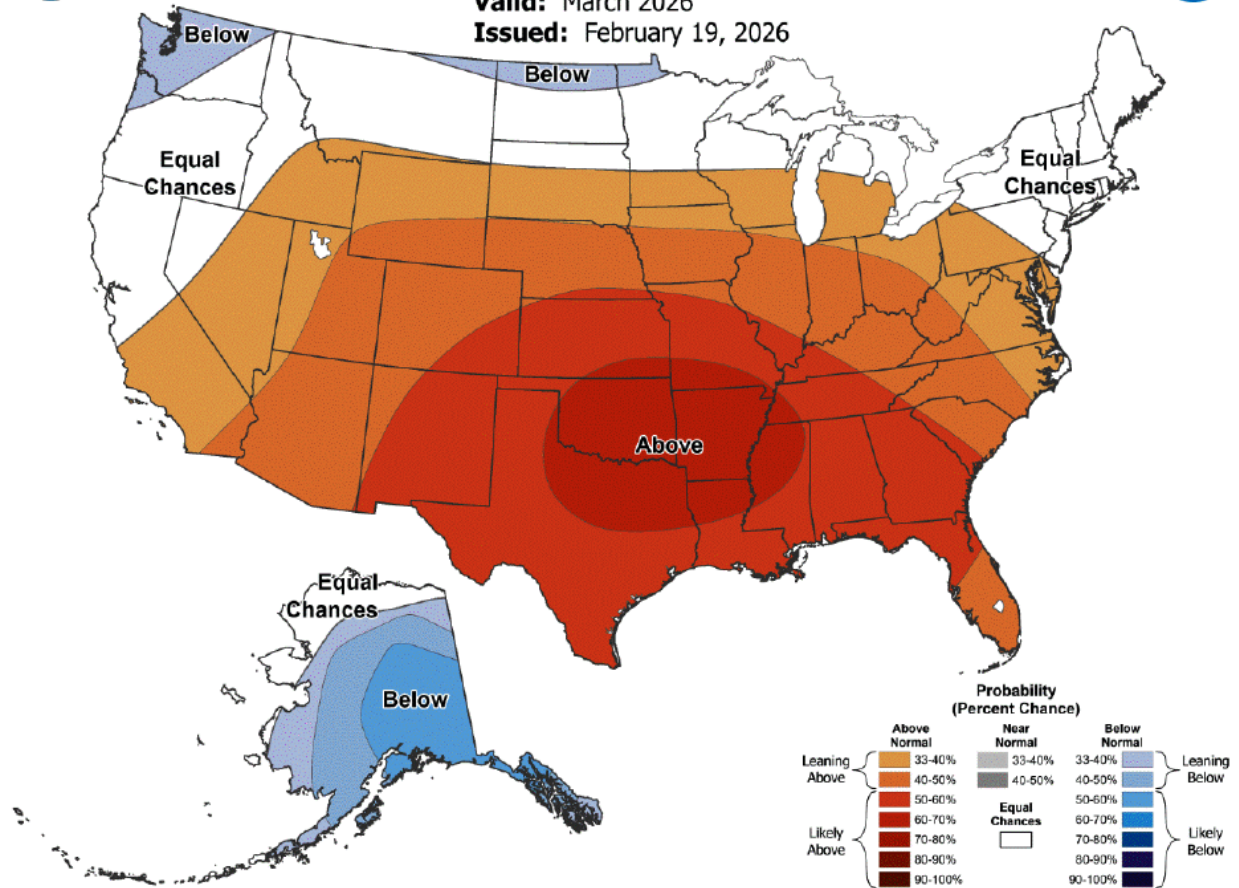 Valid: March 2026
Issued: February 19, 2026
Below
Below
Equal
Chances
Equal
Chances
Above
Equal
Chances
Below
Probability
(Percent Chance)
Above
Normal
Near
Normal
Below
Normal
Leaning
Above
33-40%
40-50%
33-40%
40-50%
33-40%
40-50%
Leaning
Below
Likely
Above
50-60%
60-70%
70-80%
80-90%
90-100%
Equal
Chances
50-60%
60-70%
70-80%
80-90%
90-100%
Likely
Below